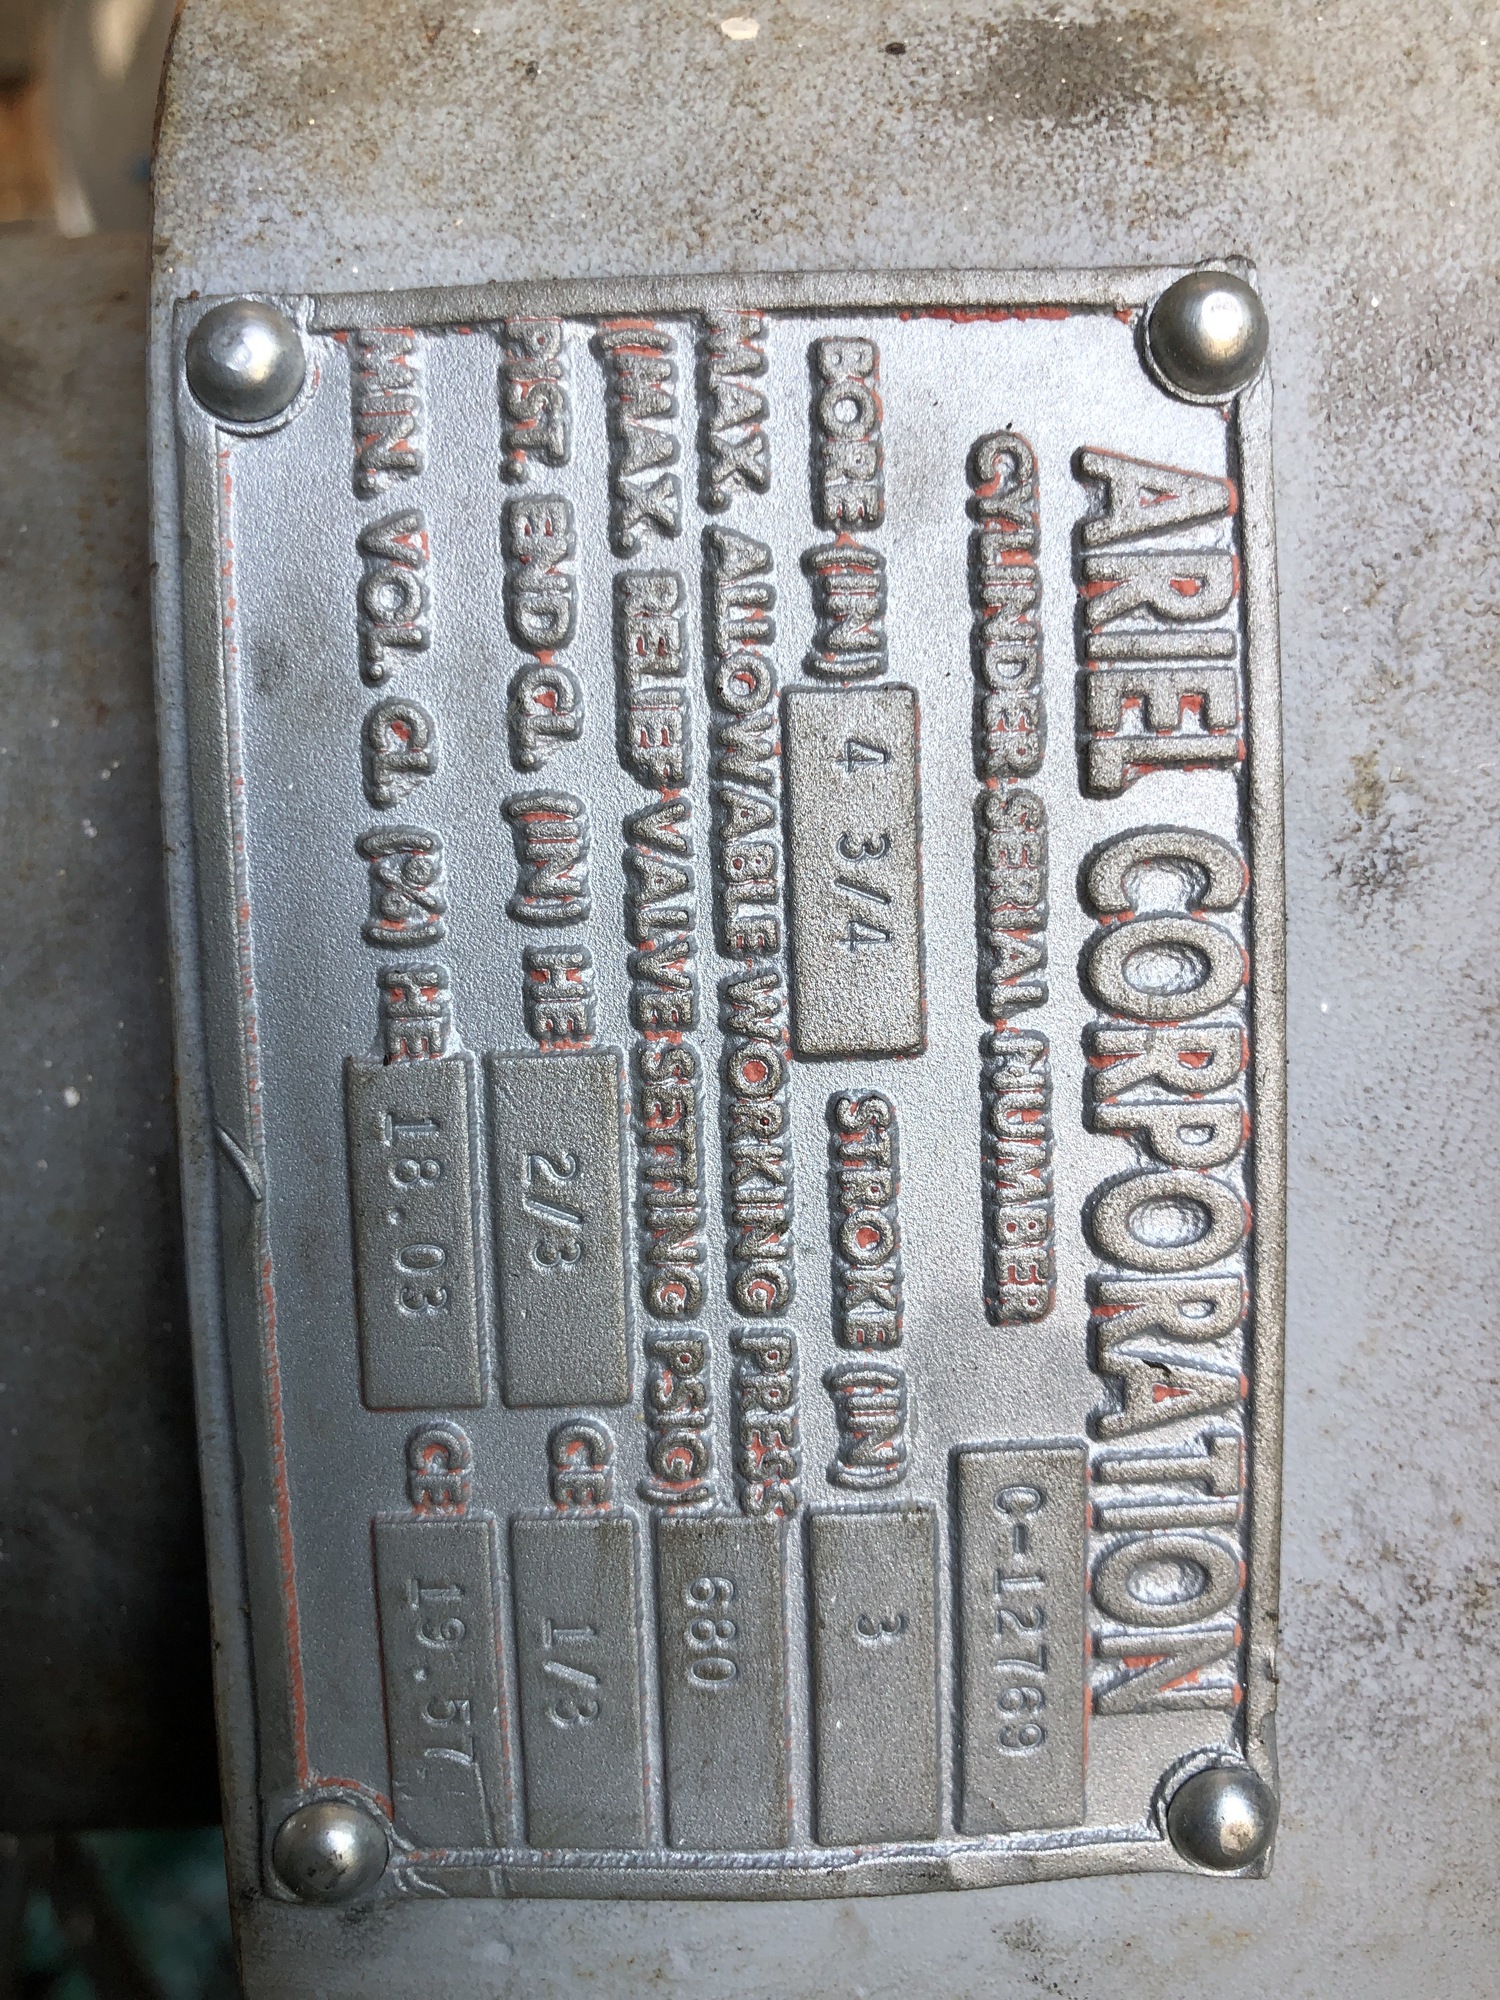 ARIEL CORPORATION
CYLINDER SERIAL NUMBER C-12769
BORE (IN) 4 3/4 STROKE (IN) 3
MAX. ALLOWABLE WORKING PRESS
(MAX. RELIEF VALVE SETTING PSIG) 680
PIST. END CL. (IN) HE 2/3 CE 1/3
MIN. VOL. CL. (%) HE 18.03 CE 19.57